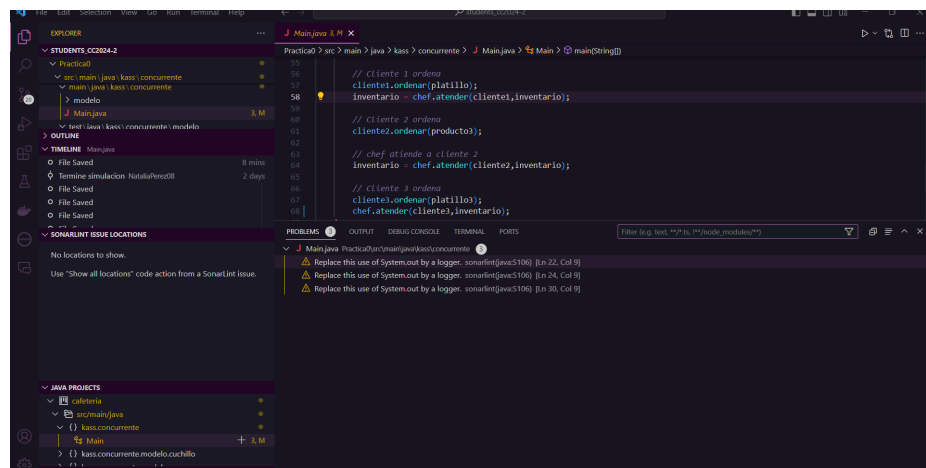 File Edit Selection View Go Run Terminal Help
students_cc2024-2
EXPLORER
STUDENTS_CC2024-2
Practica0
src\main\java\kass\concurrente
main\java\kass\concurrente
modelo
J Main.java 3, M
test\java\kass\concurrente\modelo
OUTLINE
TIMELINE Main.java
File Saved 8 mins
Termine simulacion NataliaPerez08 2 days
File Saved
File Saved
File Saved
SONARLINT ISSUE LOCATIONS
No locations to show.
Use "Show all locations" code action from a SonarLint issue.
JAVA PROJECTS
cafeteria
src/main/java
{} kass.concurrente
Main 3, M
{} kass.concurrente.modelo.cuchillo
J Main.java 3, M X
Practica0 > src > main > java > kass > concurrente > J Main.java > Main > main(String[])
55
56 // Cliente 1 ordena
57 cliente1.ordenar(platillo);
58 inventario = chef.atender(cliente1,inventario);
59
60 // Cliente 2 ordena
61 cliente2.ordenar(producto3);
62
63 // chef atiende a cliente 2
64 inventario = chef.atender(cliente2,inventario);
65
66 // Cliente 3 ordena
67 cliente3.ordenar(platillo3);
68 chef.atender(cliente3,inventario);
PROBLEMS 3 OUTPUT DEBUG CONSOLE TERMINAL PORTS Filter (e.g. text, **/*.ts, !**/node_modules/**)
J Main.java Practica0\src\main\java\kass\concurrente 3
Replace this use of System.out by a logger. sonarlint(java:S106) [Ln 22, Col 9]
Replace this use of System.out by a logger. sonarlint(java:S106) [Ln 24, Col 9]
Replace this use of System.out by a logger. sonarlint(java:S106) [Ln 30, Col 9]